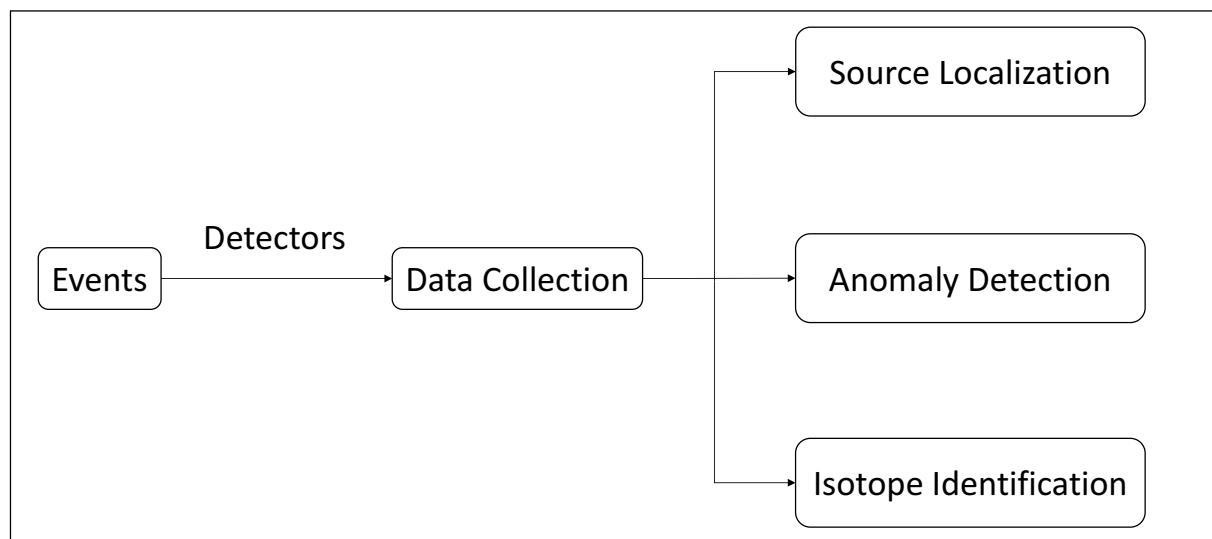 Events
Detectors
Data Collection
Source Localization
Anomaly Detection
Isotope Identification